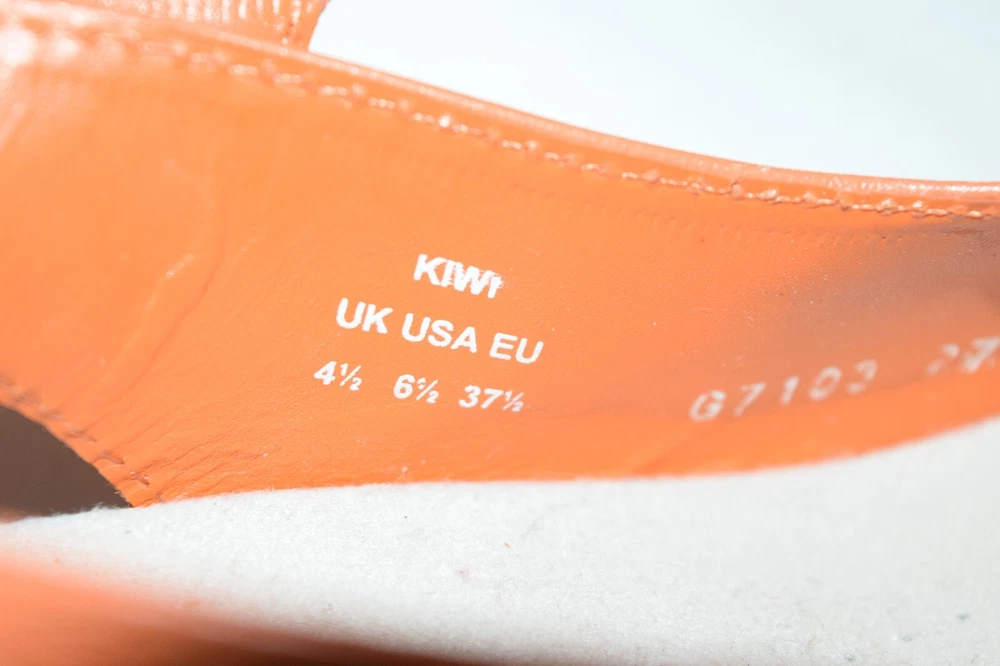 KIWI
UK USA EU
4½ 6½ 37½
G7103